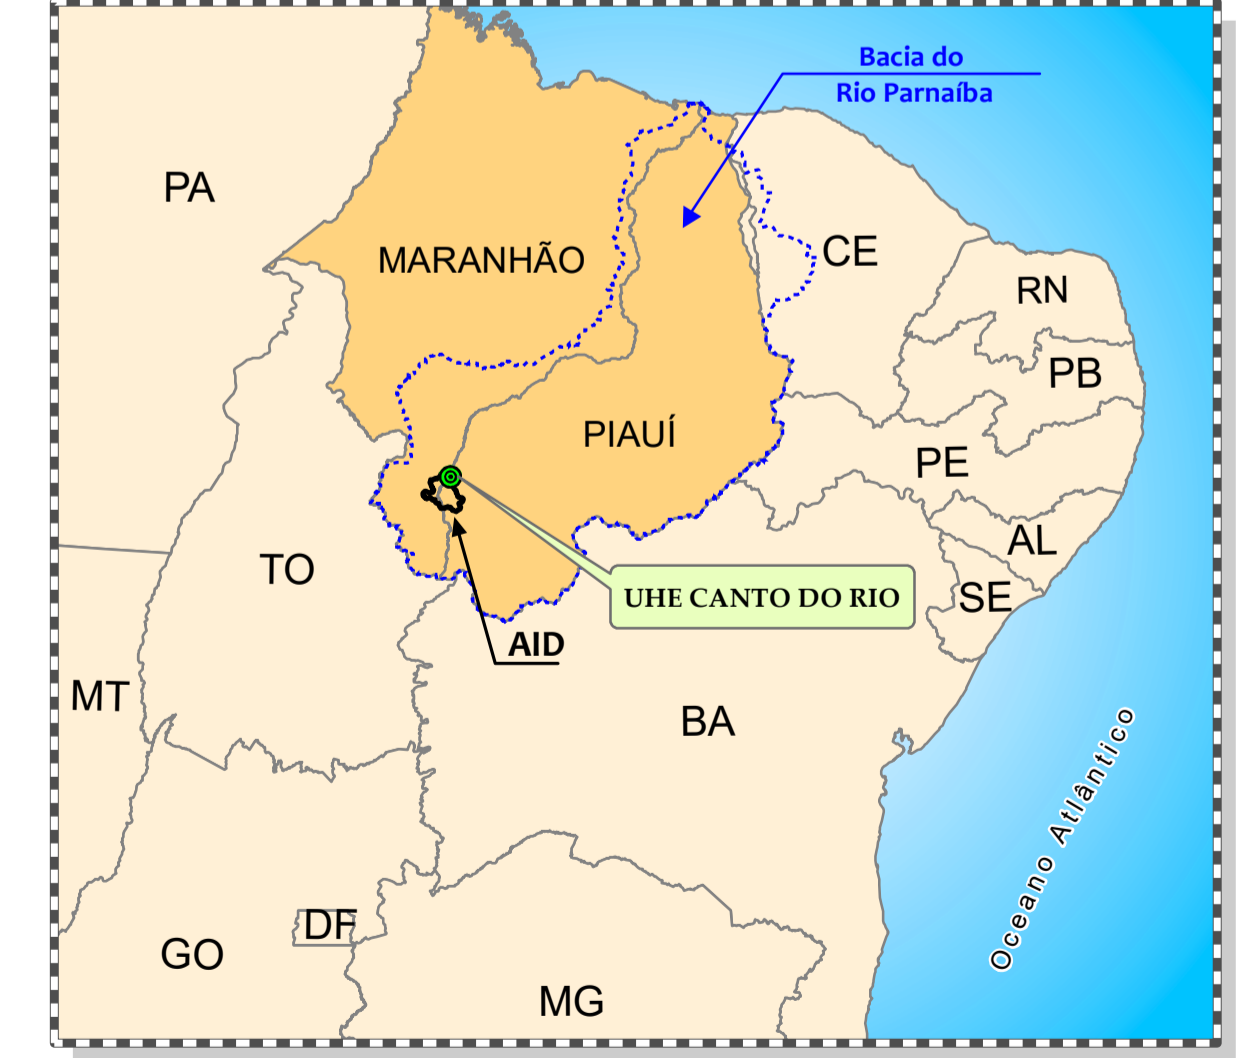 Bacia do
Rio Parnaíba
PA
MARANHÃO
CE
RN
PB
PIAUÍ
PE
AL
TO
UHE CANTO DO RIO
SE
AID
MT
BA
Oceano Atlântico
DF
GO
MG